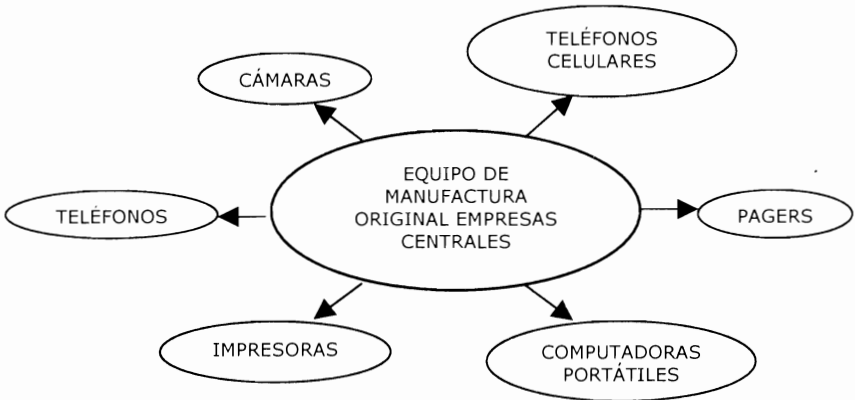 TELÉFONOS
CELULARES
CÁMARAS
EQUIPO DE
MANUFACTURA
ORIGINAL EMPRESAS
CENTRALES
TELÉFONOS
PAGERS
IMPRESORAS
COMPUTADORAS
PORTÁTILES